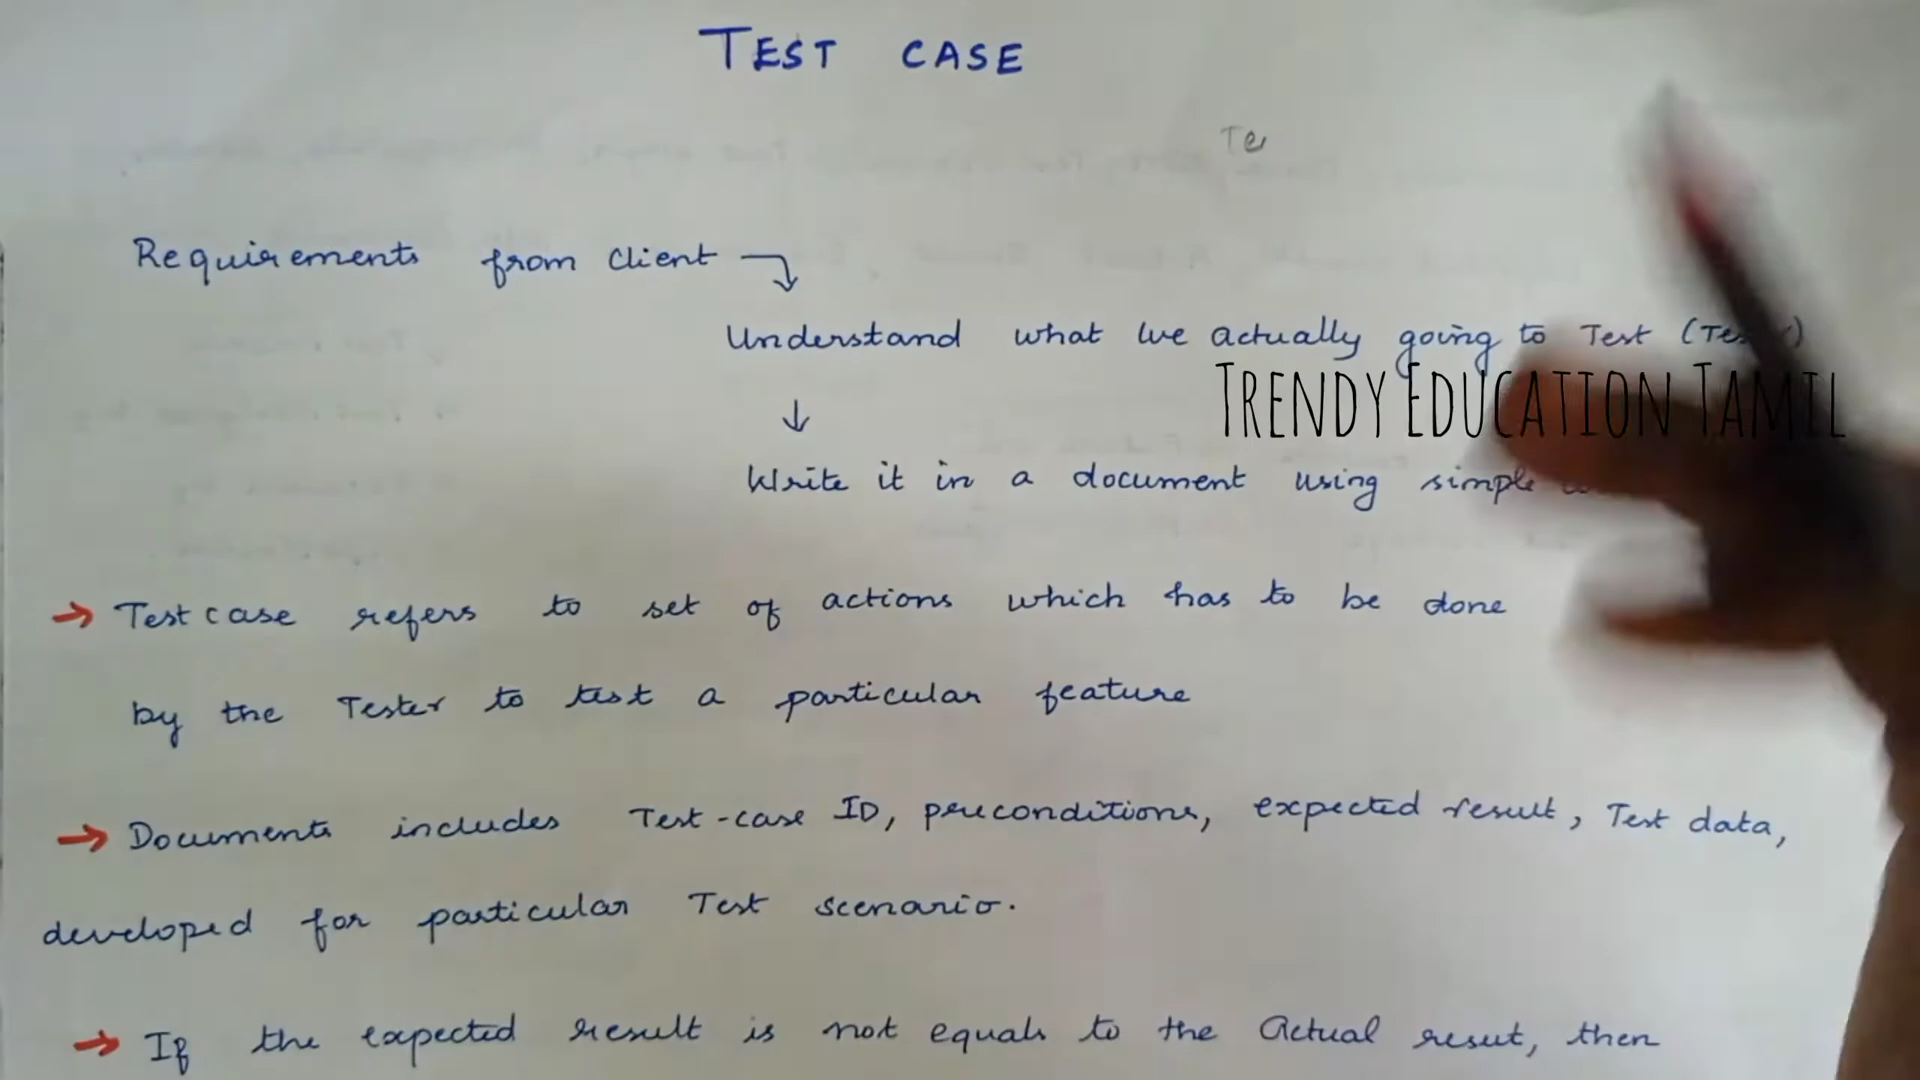 TEST CASE
Te
Requirements from Client
Understand what we actually going to Test
TRENDY EDUCATION TAMIL
↓
Write it in a document using simple
→ Test case refers to set of actions which has to be done
by the Tester to test a particular feature
→ Documents includes Test-case ID, preconditions, expected result, Test data,
developed for particular Test scenario.
→ If the expected result is not equals to the Actual resut, then